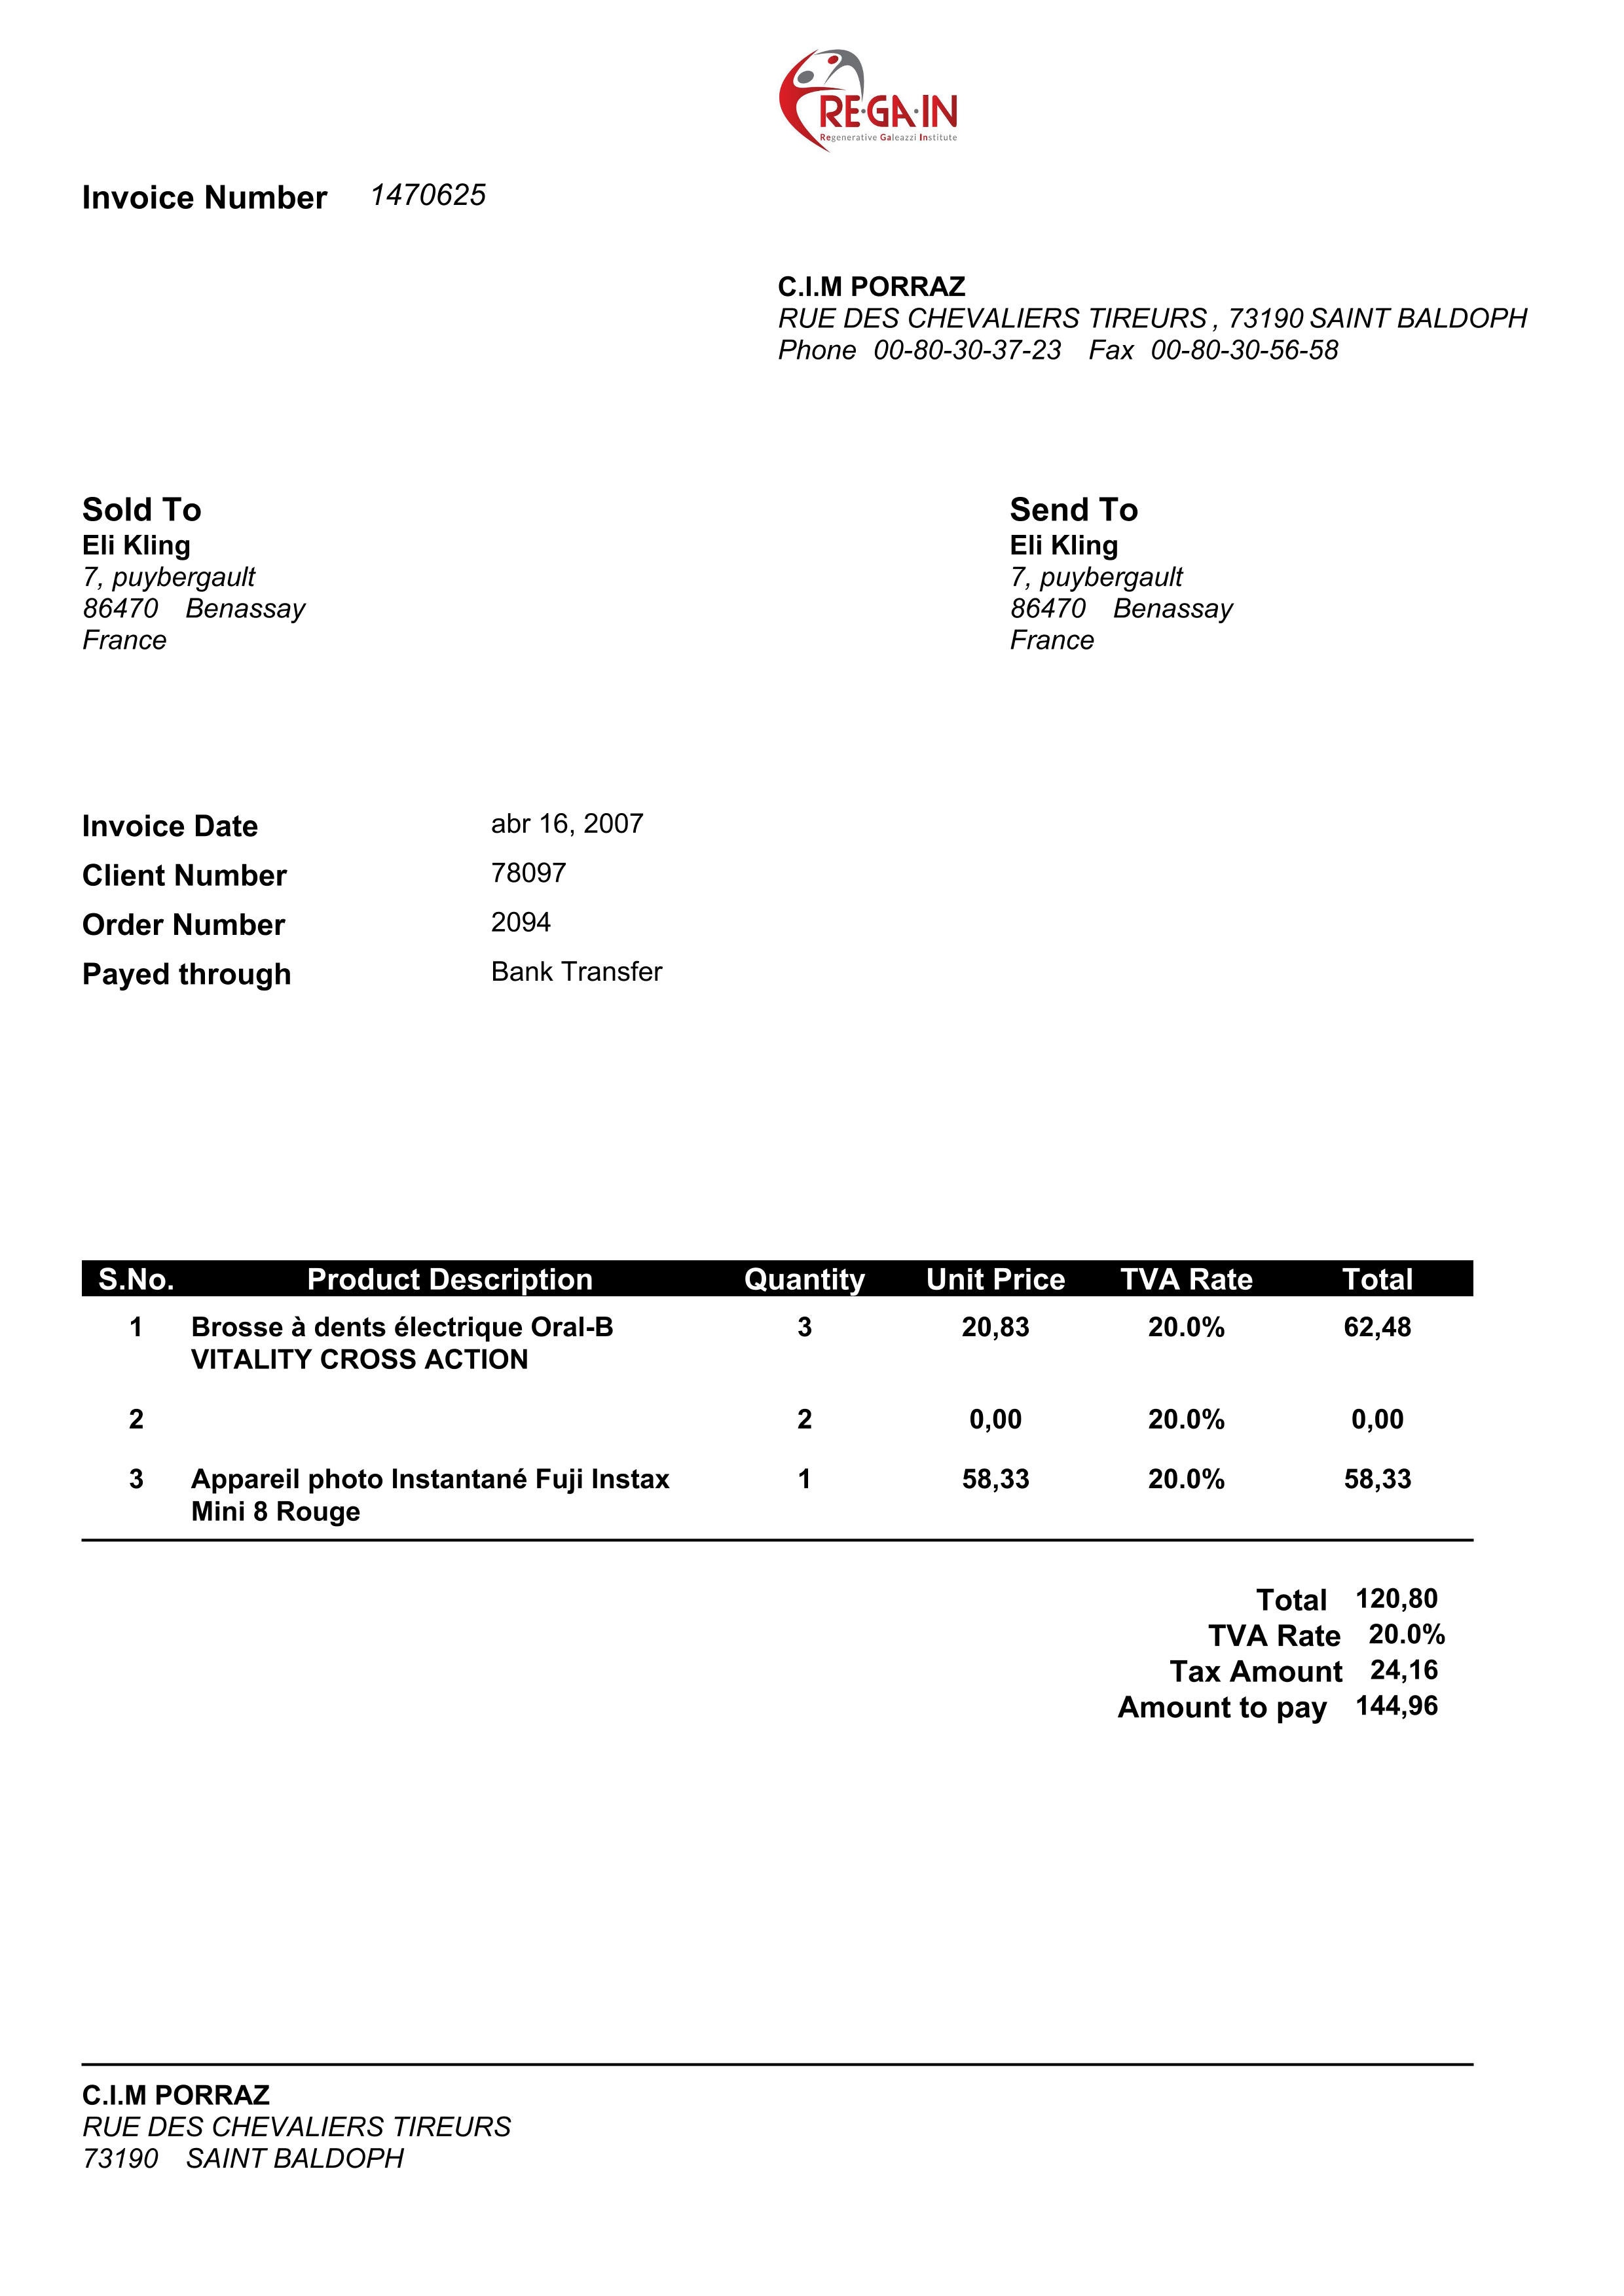 RE·GA·IN
Regenerative Galeazzi Institute
Invoice Number 1470625
C.I.M PORRAZ
RUE DES CHEVALIERS TIREURS , 73190 SAINT BALDOPH
Phone 00-80-30-37-23 Fax 00-80-30-56-58
Sold To
Eli Kling
7, puybergault
86470 Benassay
France
Send To
Eli Kling
7, puybergault
86470 Benassay
France
Invoice Date abr 16, 2007
Client Number 78097
Order Number 2094
Payed through Bank Transfer
S.No. Product Description Quantity Unit Price TVA Rate Total
1 Brosse à dents électrique Oral-B 3 20,83 20.0% 62,48
VITALITY CROSS ACTION
2 2 0,00 20.0% 0,00
3 Appareil photo Instantané Fuji Instax 1 58,33 20.0% 58,33
Mini 8 Rouge
Total 120,80
TVA Rate 20.0%
Tax Amount 24,16
Amount to pay 144,96
C.I.M PORRAZ
RUE DES CHEVALIERS TIREURS
73190 SAINT BALDOPH